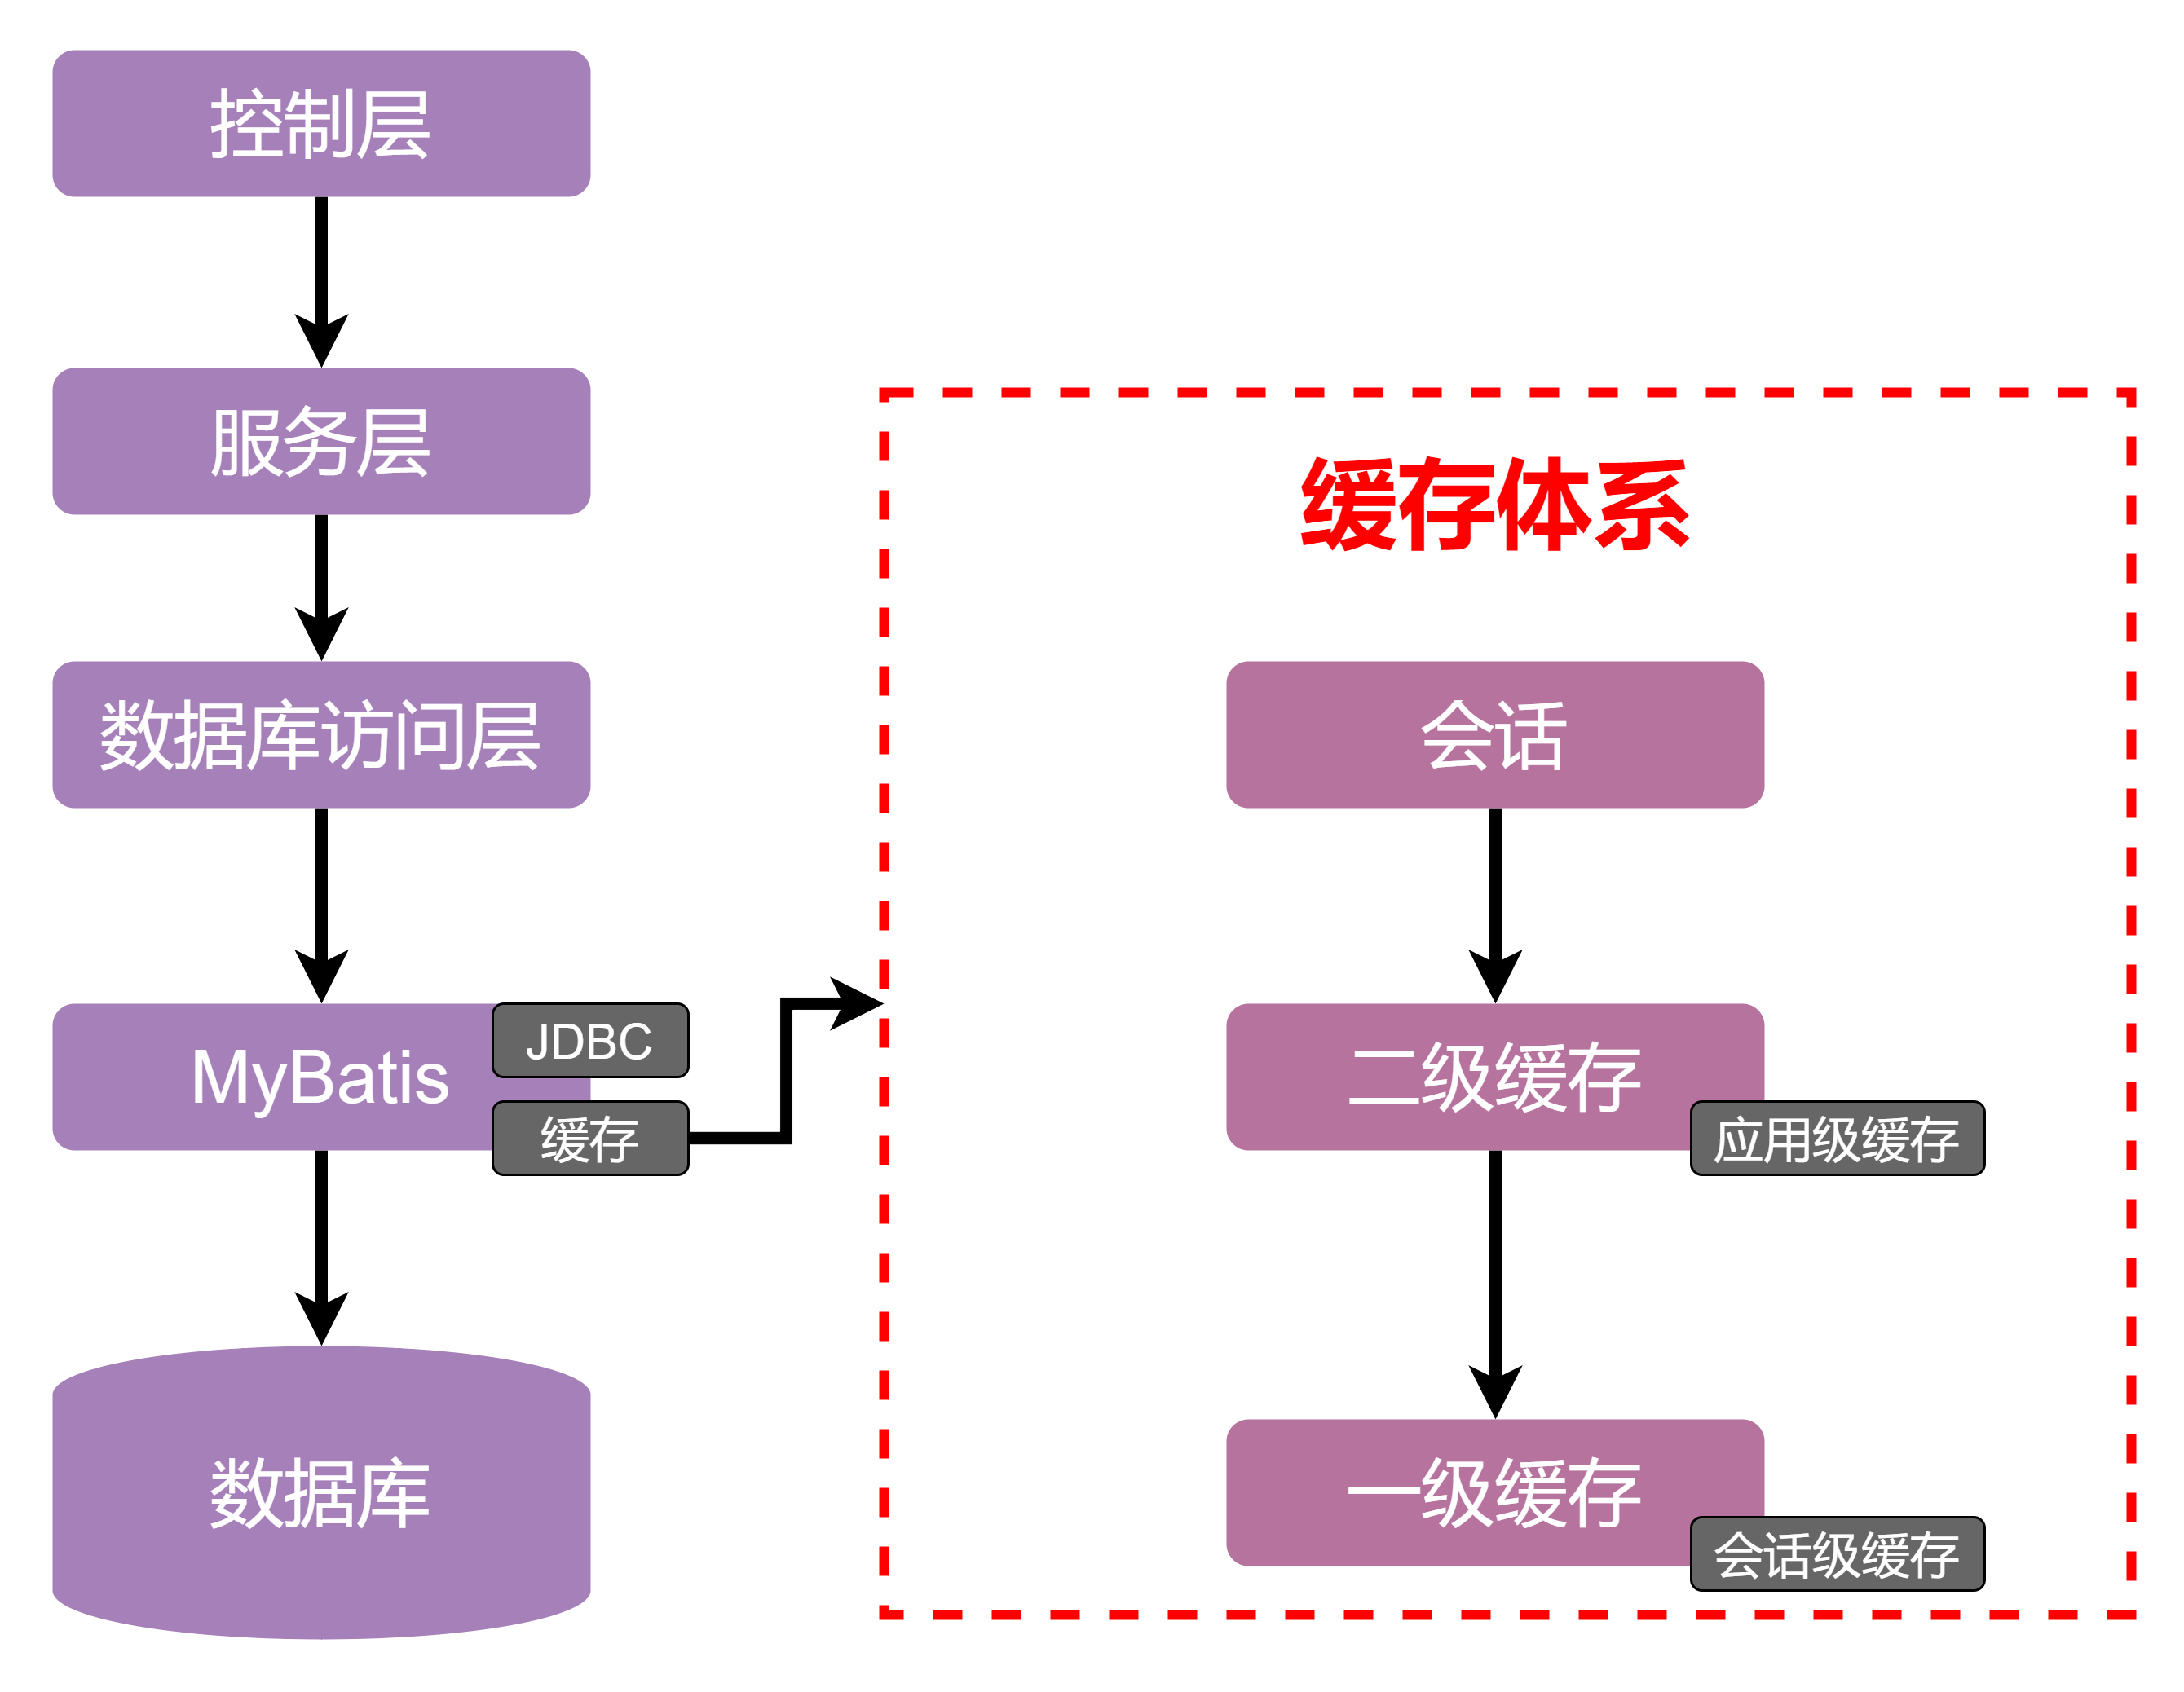 控制层
服务层
数据库访问层
MyBatis
JDBC
缓存
数据库
缓存体系
会话
二级缓存
应用级缓存
一级缓存
会话级缓存